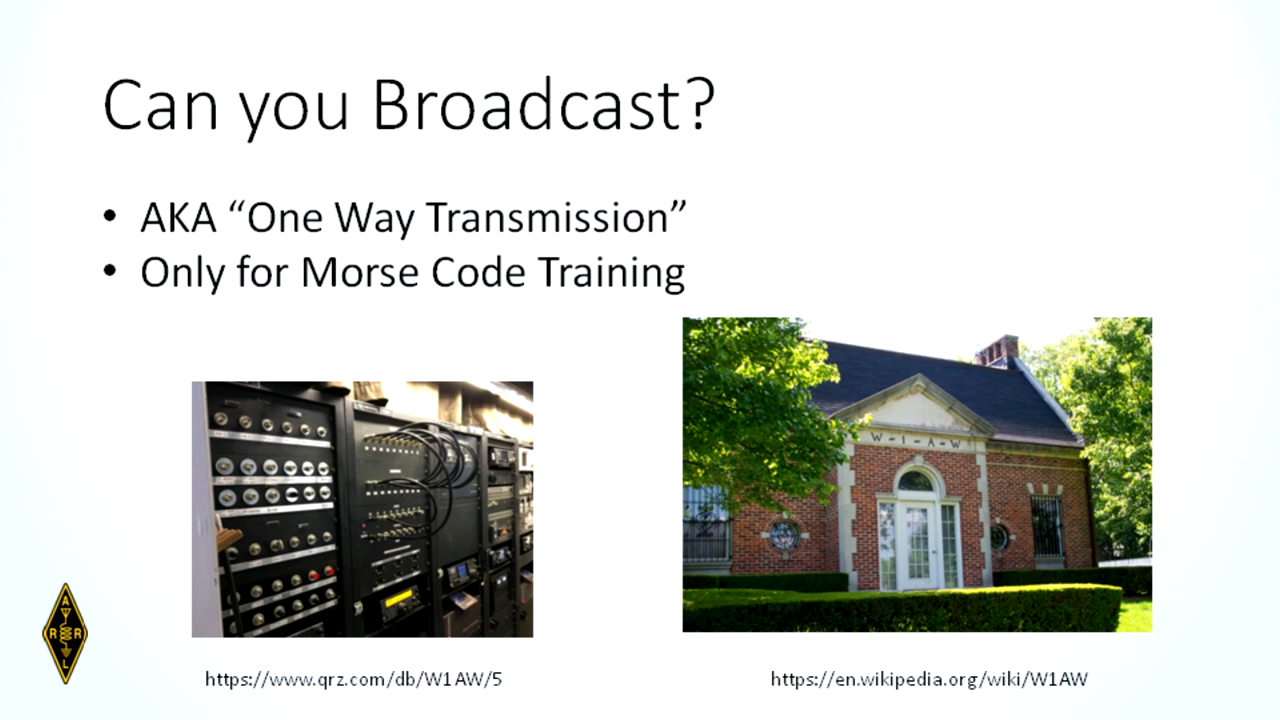 Can you Broadcast?
• AKA “One Way Transmission”
• Only for Morse Code Training
W-1-A-W
A
R R
L
https://www.qrz.com/db/W1AW/5
https://en.wikipedia.org/wiki/W1AW